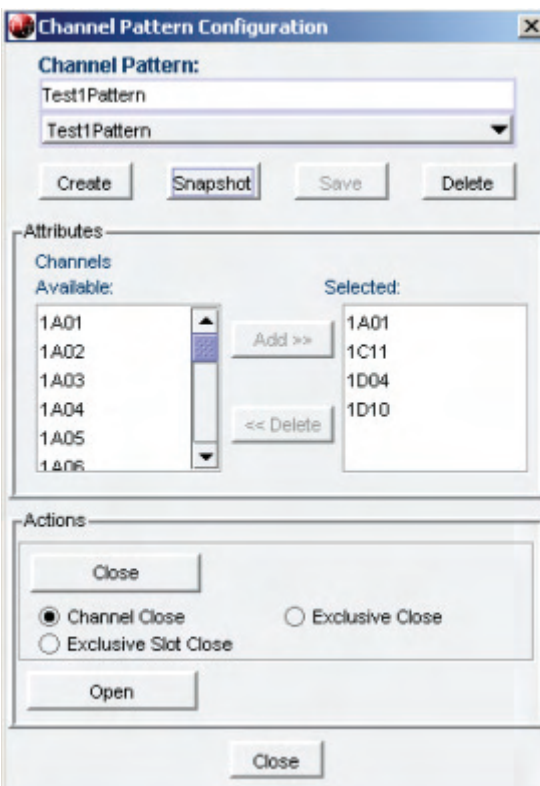 Channel Pattern Configuration
Channel Pattern:
Test1Pattern
Test1Pattern
Create Snapshot Save Delete
Attributes
Channels
Available: Selected:
1A01 1A01
1A02 Add >> 1C11
1A03 1D04
1A04 << Delete 1D10
1A05
1A06
Actions
Close
Channel Close Exclusive Close
Exclusive Slot Close
Open
Close